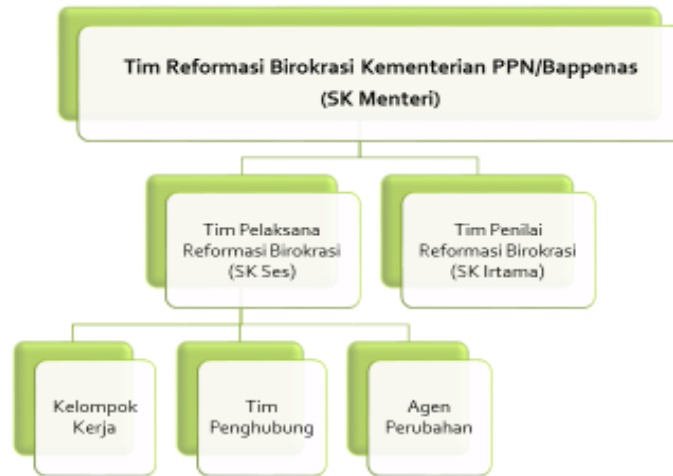 Tim Reformasi Birokrasi Kementerian PPN/Bappenas
(SK Menteri)
Tim Pelaksana
Reformasi Birokrasi
(SK Ses)
Tim Penilai
Reformasi Birokrasi
(SK Irtama)
Kelompok
Kerja
Tim
Penghubung
Agen
Perubahan